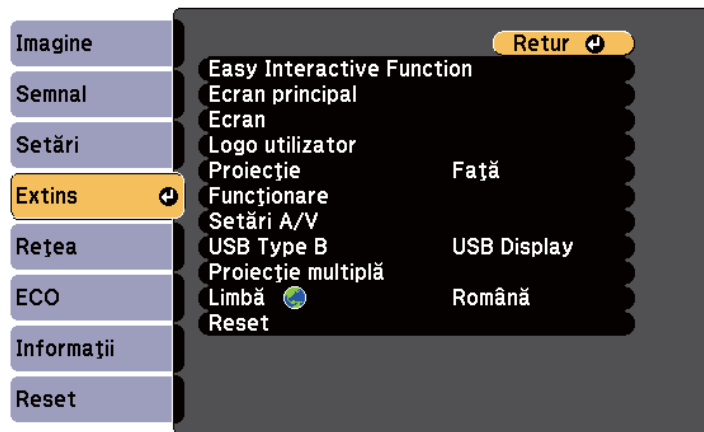 Imagine
Semnal
Setări
Extins
Reţea
ECO
Informaţii
Reset
Retur
Easy Interactive Function
Ecran principal
Ecran
Logo utilizator
Proiecţie Faţă
Funcţionare
Setări A/V
USB Type B USB Display
Proiecţie multiplă
Limbă Română
Reset